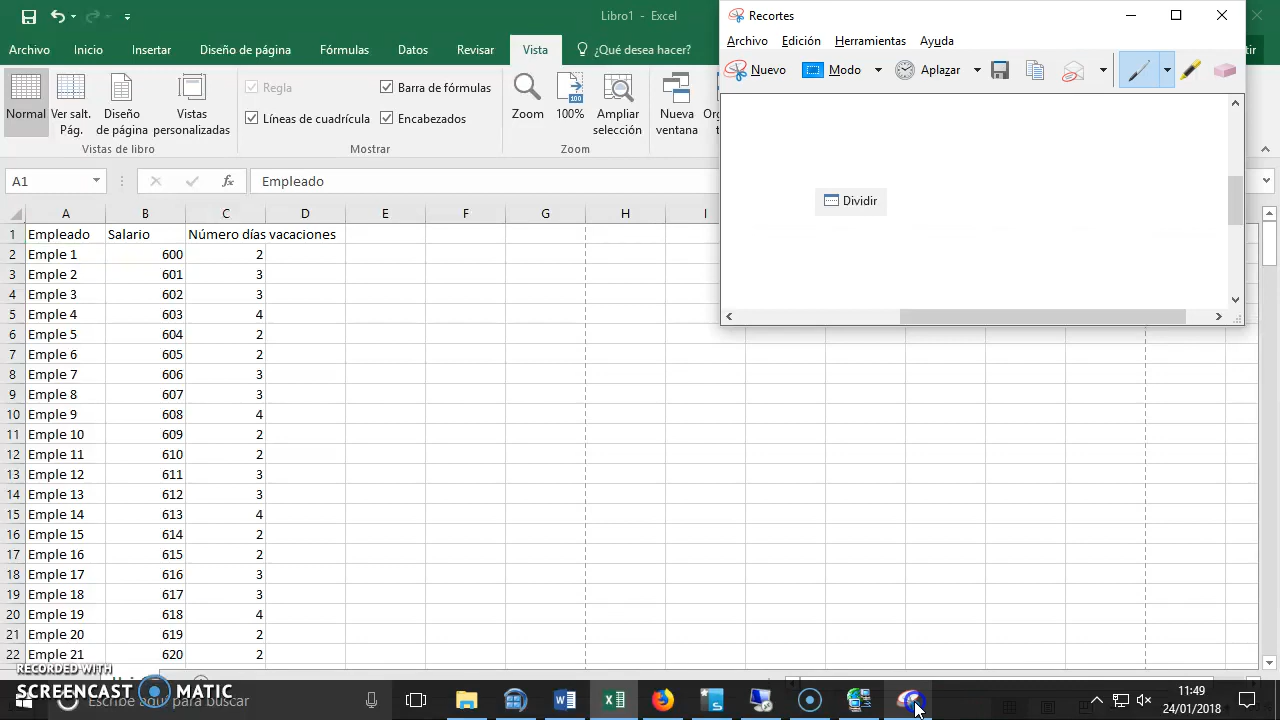 Libro1 - Excel
Archivo Inicio Insertar Diseño de página Fórmulas Datos Revisar Vista ¿Qué desea hacer?
Normal
Ver salt. Pág.
Diseño de página
Vistas personalizadas
Vistas de libro
Regla
Barra de fórmulas
Líneas de cuadrícula
Encabezados
Mostrar
Zoom
100
100%
Ampliar selección
Zoom
Nueva ventana
Recortes
Archivo Edición Herramientas Ayuda
Nuevo Modo Aplazar
Dividir
A1 fx Empleado
A B C D E F G H I
1 Empleado Salario Número días vacaciones
2 Emple 1 600 2
3 Emple 2 601 3
4 Emple 3 602 3
5 Emple 4 603 4
6 Emple 5 604 2
7 Emple 6 605 2
8 Emple 7 606 3
9 Emple 8 607 3
10 Emple 9 608 4
11 Emple 10 609 2
12 Emple 11 610 2
13 Emple 12 611 3
14 Emple 13 612 3
15 Emple 14 613 4
16 Emple 15 614 2
17 Emple 16 615 2
18 Emple 17 616 3
19 Emple 18 617 3
20 Emple 19 618 4
21 Emple 20 619 2
22 Emple 21 620 2
RECORDED WITH
SCREENCAST MATIC
Escribe aquí para buscar
11:49
24/01/2018